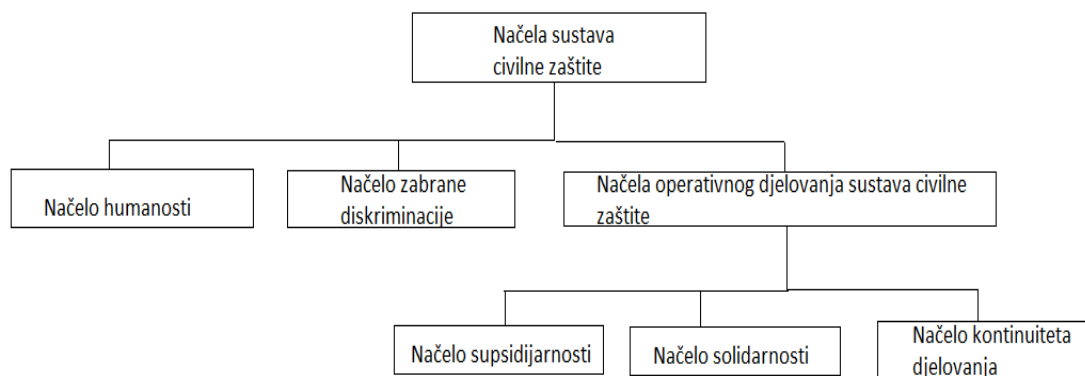 Načela sustava
civilne zaštite
Načelo humanosti
Načelo zabrane
diskriminacije
Načela operativnog djelovanja sustava civilne
zaštite
Načelo supsidijarnosti
Načelo solidarnosti
Načelo kontinuiteta
djelovanja